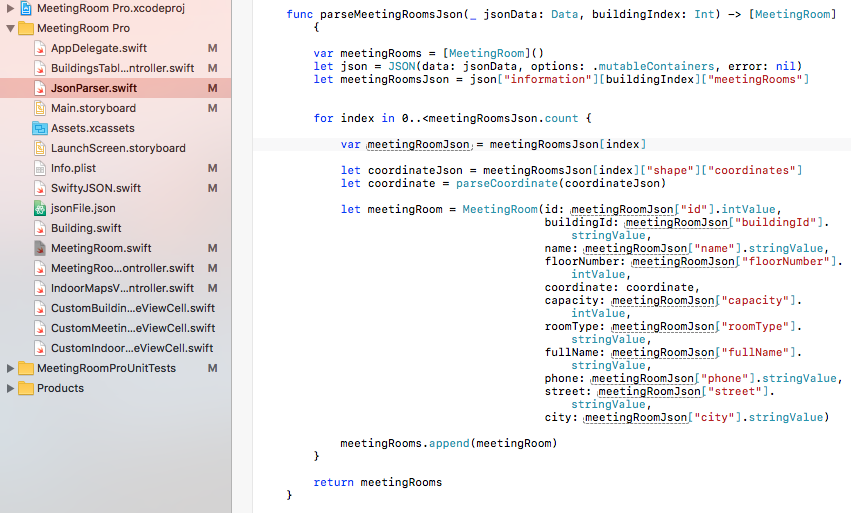 MeetingRoom Pro.xcodeproj
MeetingRoom Pro
AppDelegate.swift M
BuildingsTabl...ntroller.swift M
JsonParser.swift M
Main.storyboard M
Assets.xcassets
LaunchScreen.storyboard
Info.plist M
SwiftyJSON.swift M
jsonFile.json
Building.swift
MeetingRoom.swift M
MeetingRoo...ontroller.swift M
IndoorMapsV...ntroller.swift M
CustomBuildin...eViewCell.swift
CustomMeetin...eViewCell.swift
CustomIndoor...eViewCell.swift
MeetingRoomProUnitTests M
Products
func parseMeetingRoomsJson(_ jsonData: Data, buildingIndex: Int) -> [MeetingRoom]
{
var meetingRooms = [MeetingRoom]()
let json = JSON(data: jsonData, options: .mutableContainers, error: nil)
let meetingRoomsJson = json["information"][buildingIndex]["meetingRooms"]
for index in 0..<meetingRoomsJson.count {
var meetingRoomJson = meetingRoomsJson[index]
let coordinateJson = meetingRoomsJson[index]["shape"]["coordinates"]
let coordinate = parseCoordinate(coordinateJson)
let meetingRoom = MeetingRoom(id: meetingRoomJson["id"].intValue,
buildingId: meetingRoomJson["buildingId"].
stringValue,
name: meetingRoomJson["name"].stringValue,
floorNumber: meetingRoomJson["floorNumber"].
intValue,
coordinate: coordinate,
capacity: meetingRoomJson["capacity"].
intValue,
roomType: meetingRoomJson["roomType"].
stringValue,
fullName: meetingRoomJson["fullName"].
stringValue,
phone: meetingRoomJson["phone"].stringValue,
street: meetingRoomJson["street"].
stringValue,
city: meetingRoomJson["city"].stringValue)
meetingRooms.append(meetingRoom)
}
return meetingRooms
}